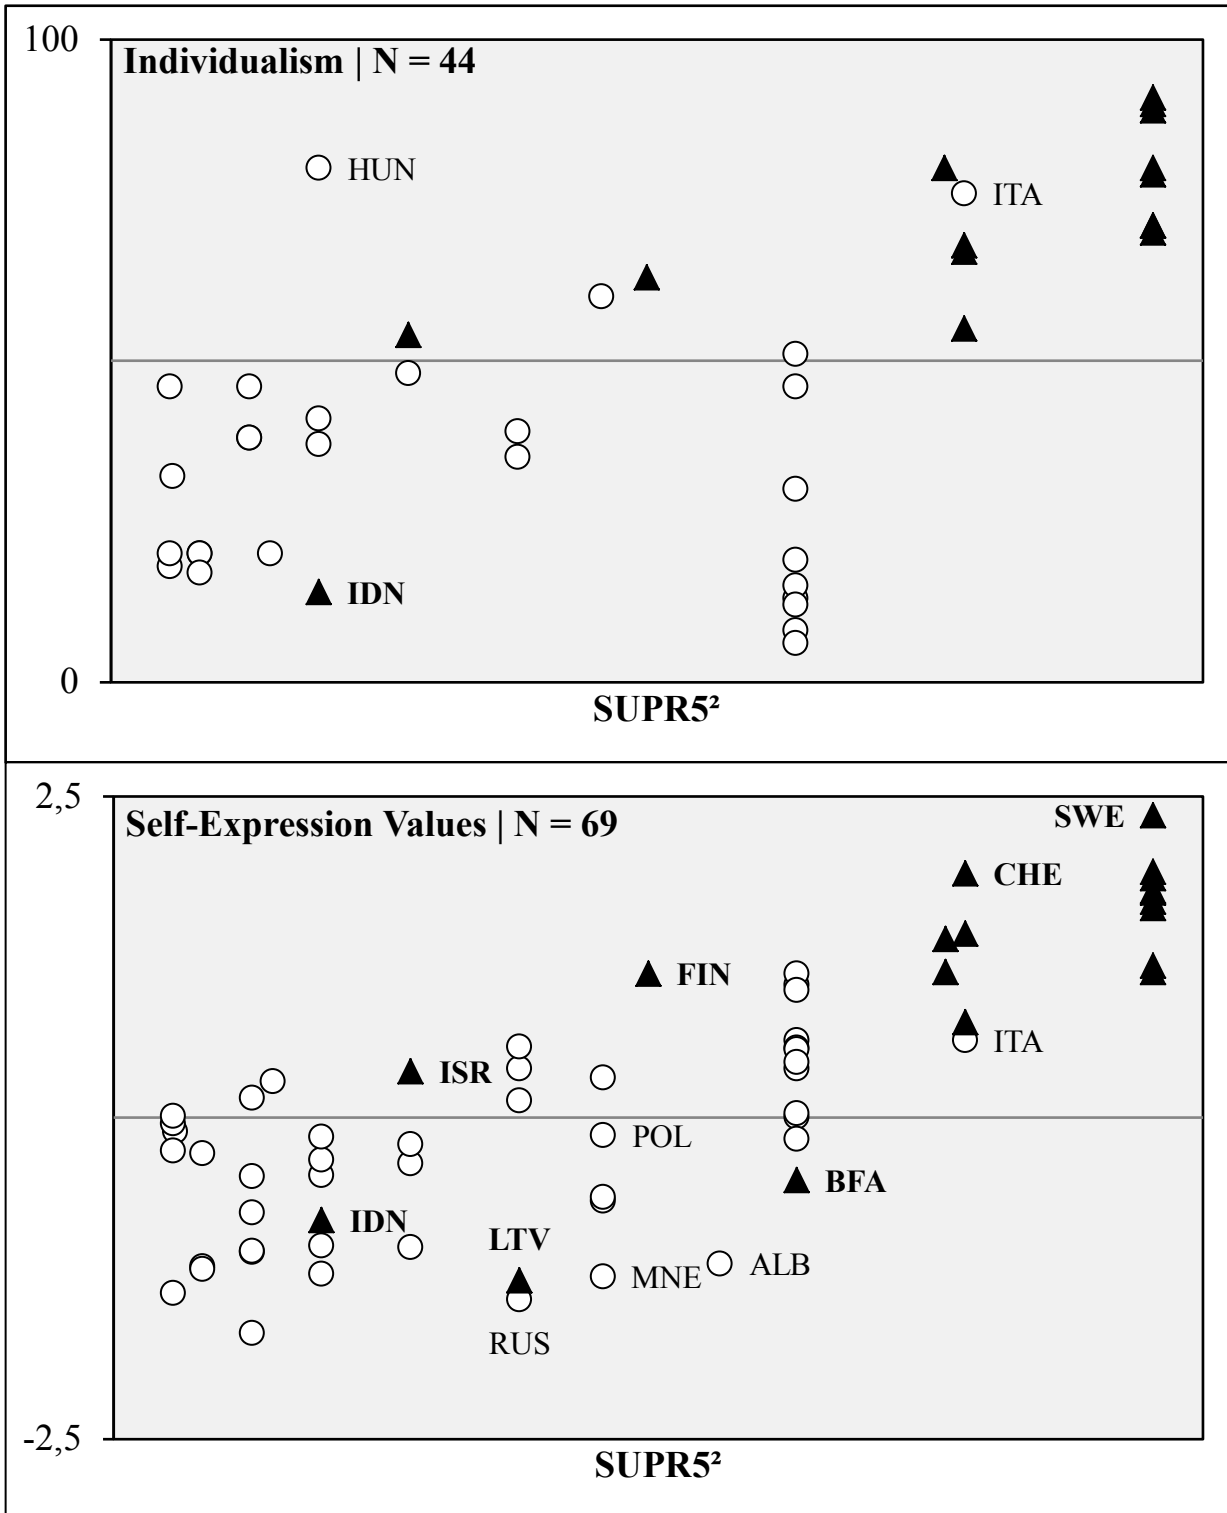 100
Individualism | N = 44
HUN
ITA
IDN
0
SUPR5²
2,5
Self-Expression Values | N = 69
SWE
CHE
FIN
ITA
ISR
POL
BFA
IDN
LTV
ALB
MNE
RUS
-2,5
SUPR5²